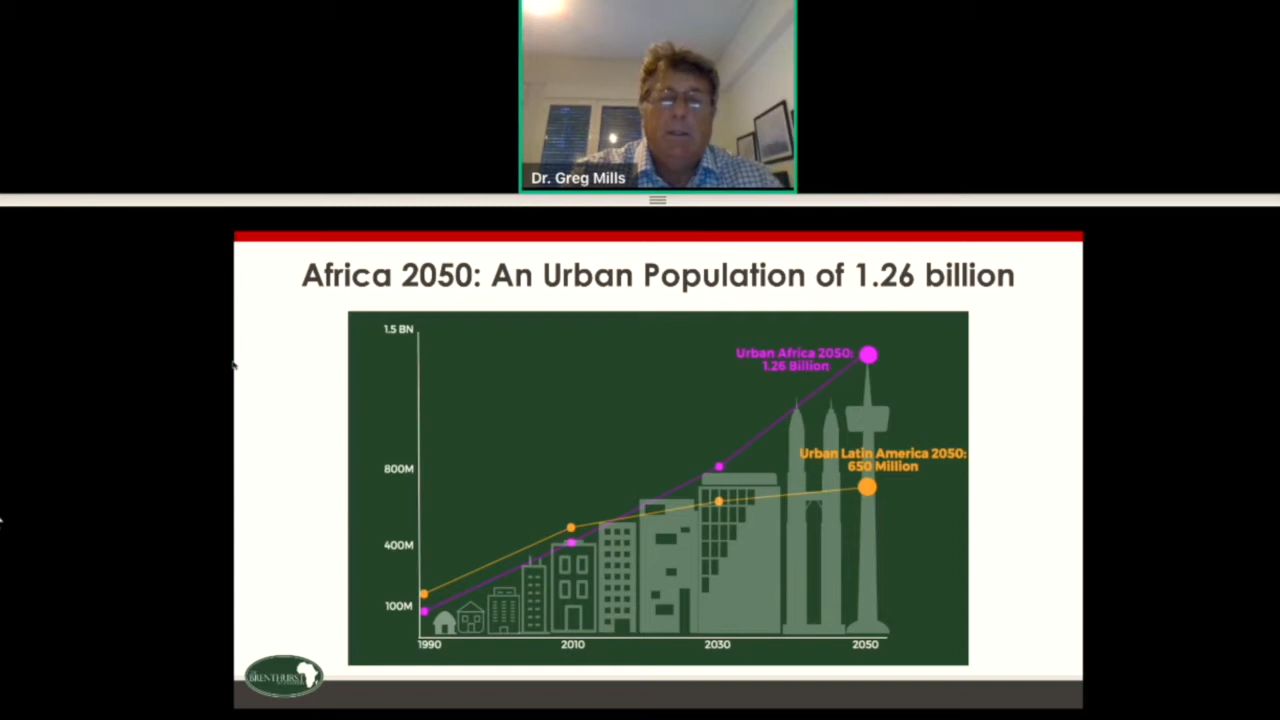 Dr. Greg Mills
Africa 2050: An Urban Population of 1.26 billion
1.5 BN
Urban Africa 2050:
1.26 Billion
Urban Latin America 2050:
650 Million
800M
400M
100M
1990
2010
2030
2050
BRENTHURST